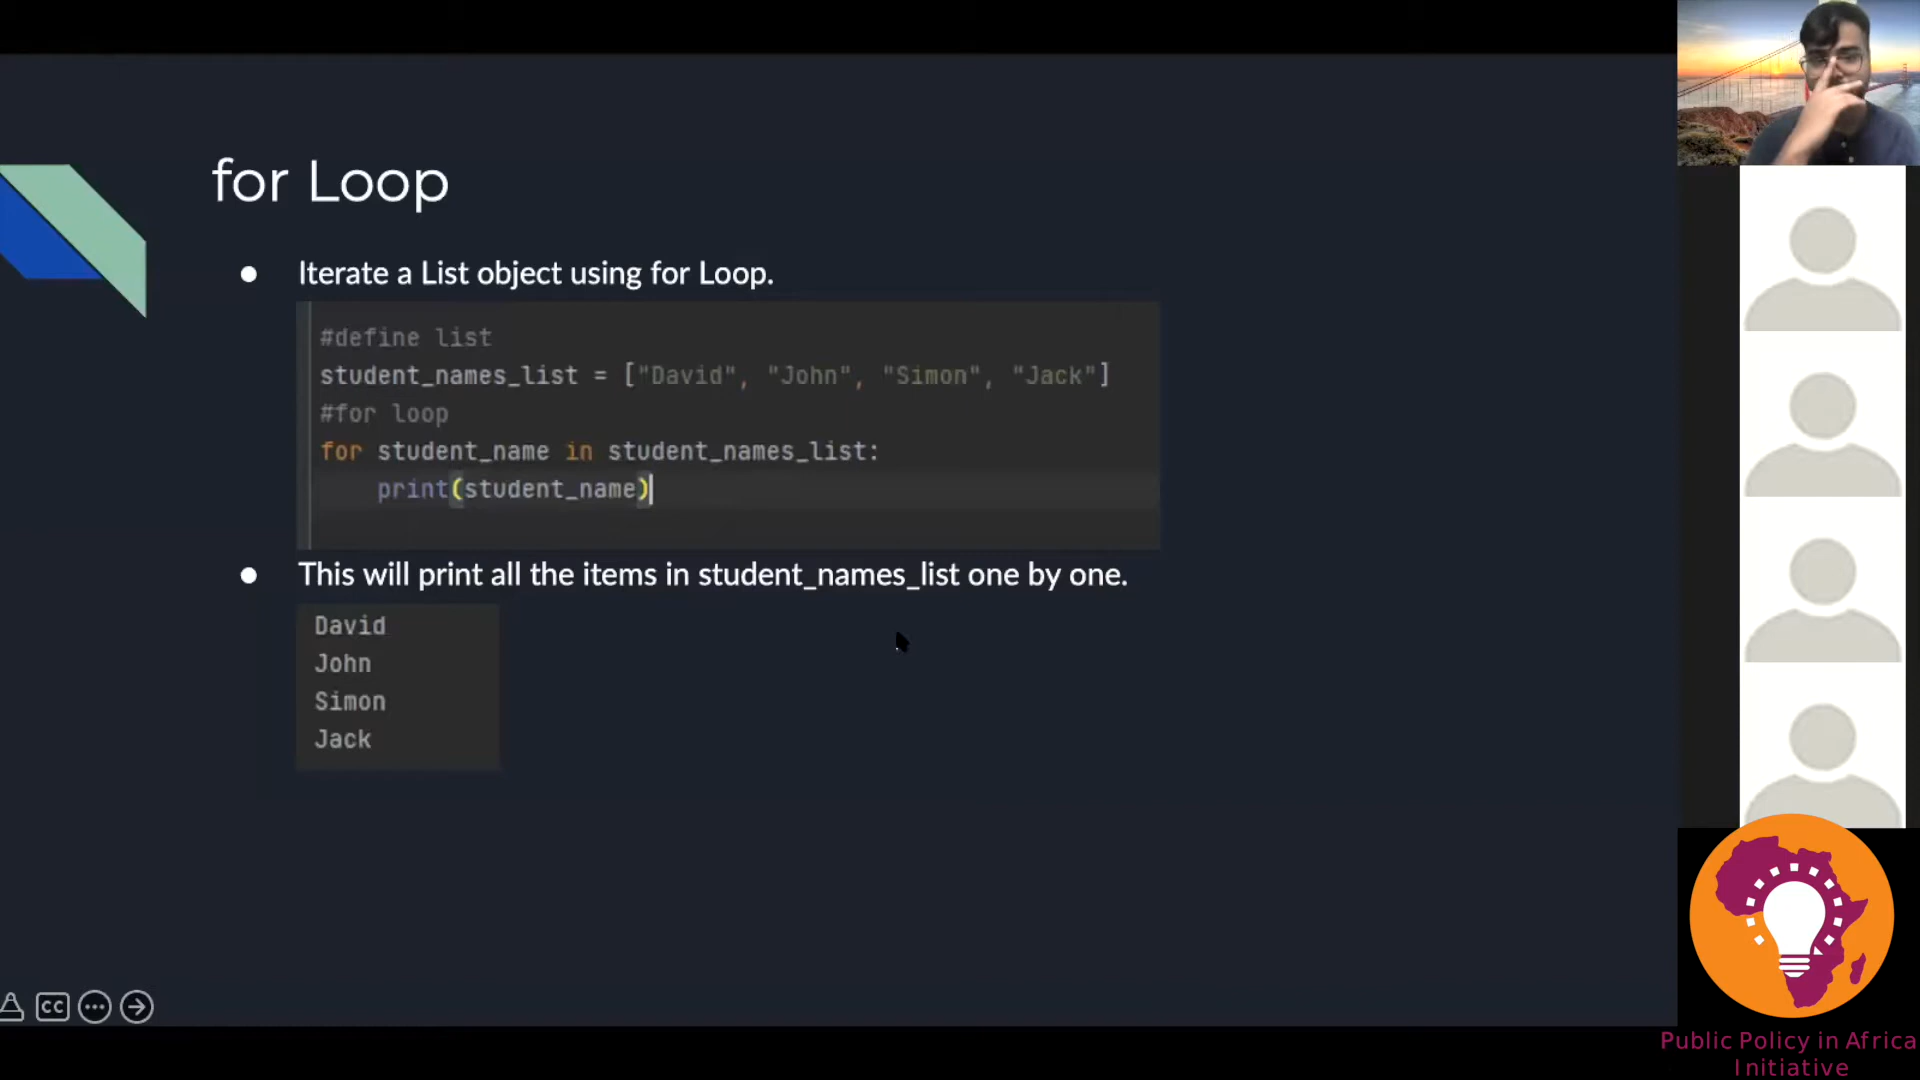 for Loop
● Iterate a List object using for Loop.
#define list
student_names_list = ["David", "John", "Simon", "Jack"]
#for loop
for student_name in student_names_list:
    print(student_name)
● This will print all the items in student_names_list one by one.
David
John
Simon
Jack
CC
Public Policy in Africa
Initiative